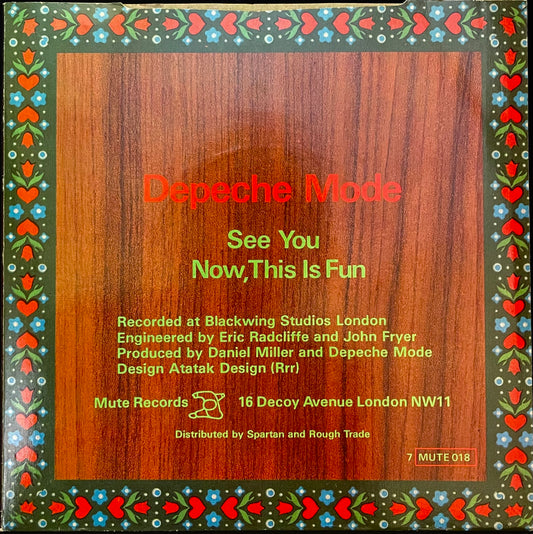 Depeche Mode
See You
Now, This Is Fun
Recorded at Blackwing Studios London
Engineered by Eric Radcliffe and John Fryer
Produced by Daniel Miller and Depeche Mode
Design Atatak Design (Rrr)
Mute Records 16 Decoy Avenue London NW11
Distributed by Spartan and Rough Trade
7 MUTE 018